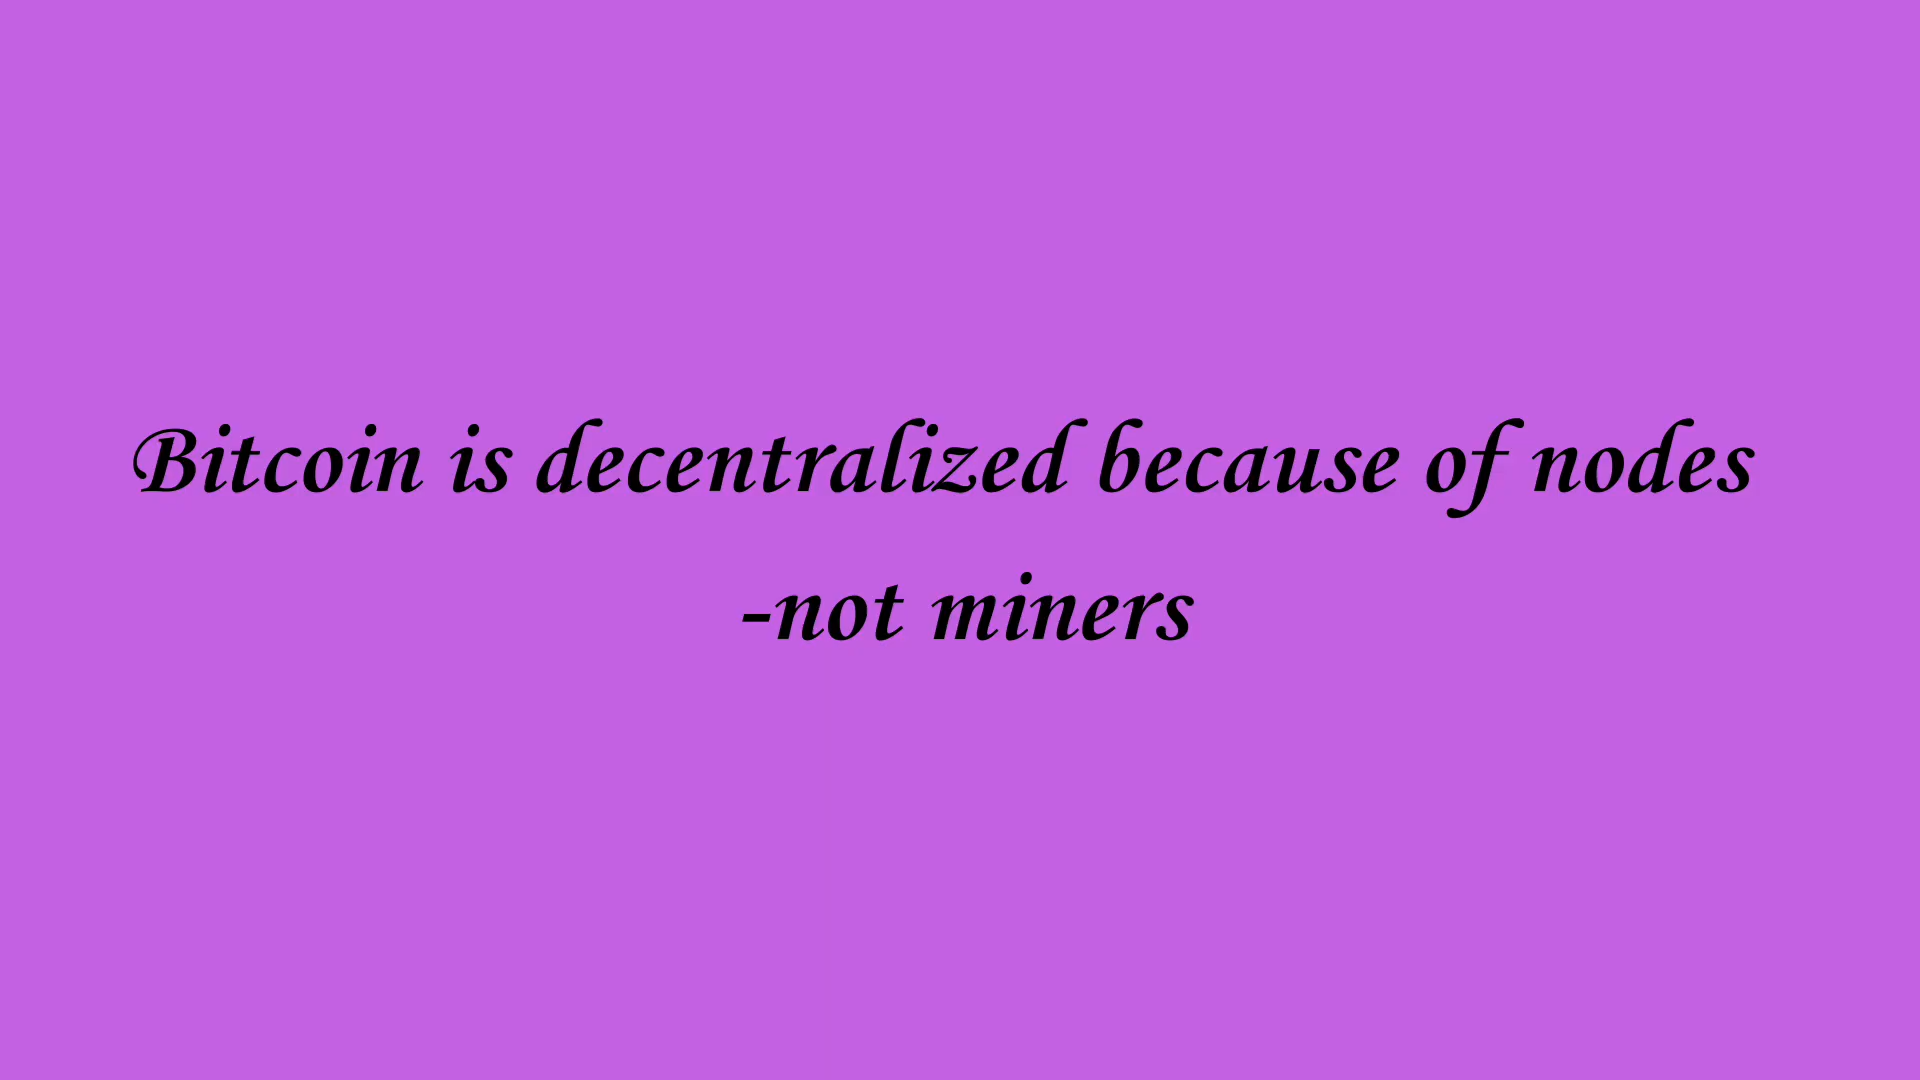 Bitcoin is decentralized because of nodes
-not miners